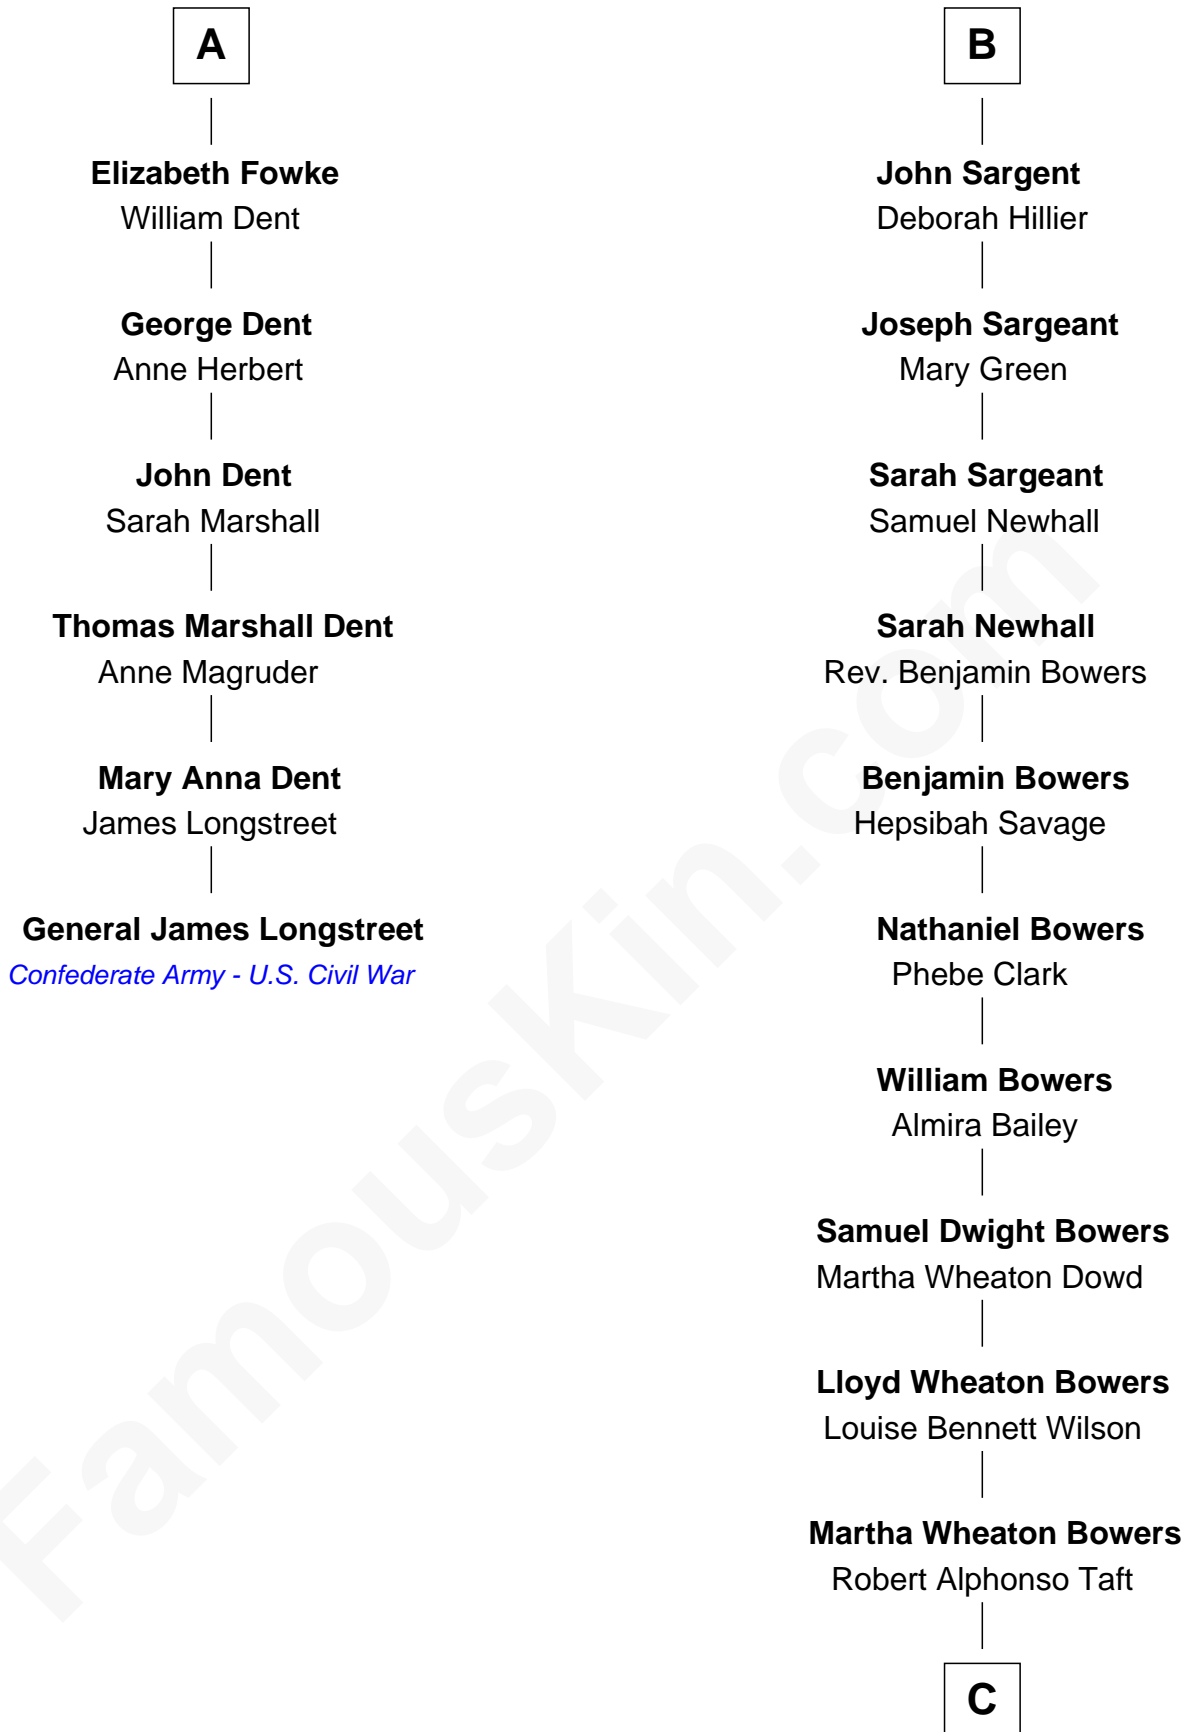 A
Elizabeth Fowke
William Dent
George Dent
Anne Herbert
John Dent
Sarah Marshall
Thomas Marshall Dent
Anne Magruder
Mary Anna Dent
James Longstreet
General James Longstreet
Confederate Army - U.S. Civil War
B
John Sargent
Deborah Hillier
Joseph Sargeant
Mary Green
Sarah Sargeant
Samuel Newhall
Sarah Newhall
Rev. Benjamin Bowers
Benjamin Bowers
Hepsibah Savage
Nathaniel Bowers
Phebe Clark
William Bowers
Almira Bailey
Samuel Dwight Bowers
Martha Wheaton Dowd
Lloyd Wheaton Bowers
Louise Bennett Wilson
Martha Wheaton Bowers
Robert Alphonso Taft
C
FamousKin.com